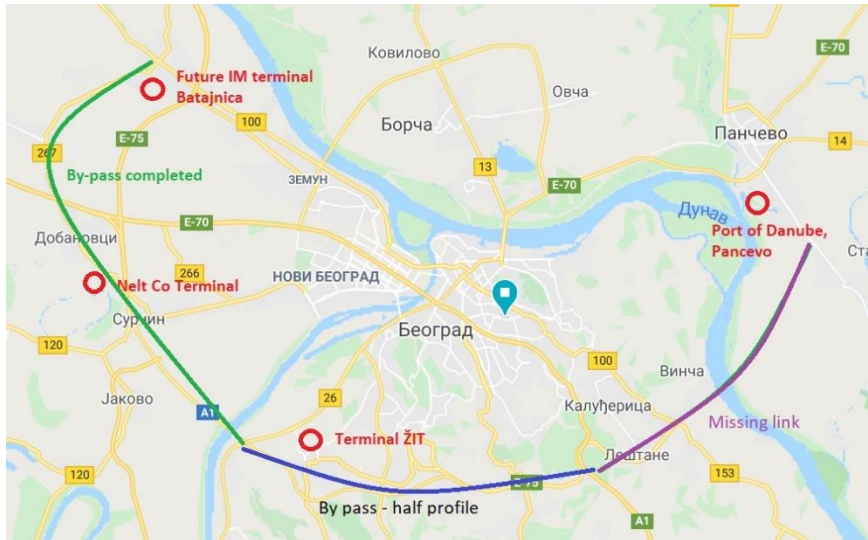 Ковилово
Future IM terminal
Batajnica
Овча
E-70
E-75
100
Борча
Панчево
14
267
13
By-pass completed
ЗЕМУН
E-70
Дунав
E-70
Port of Danube,
Pancevo
Добановци
266
НОВИ БЕОГРАД
Ста
Nelt Co Terminal
Сурчин
Београд
120
100
Винча
Јаково
26
Калуђерица
A1
Missing link
Terminal ŽIT
Лештане
120
153
E-75
By pass - half profile
A1